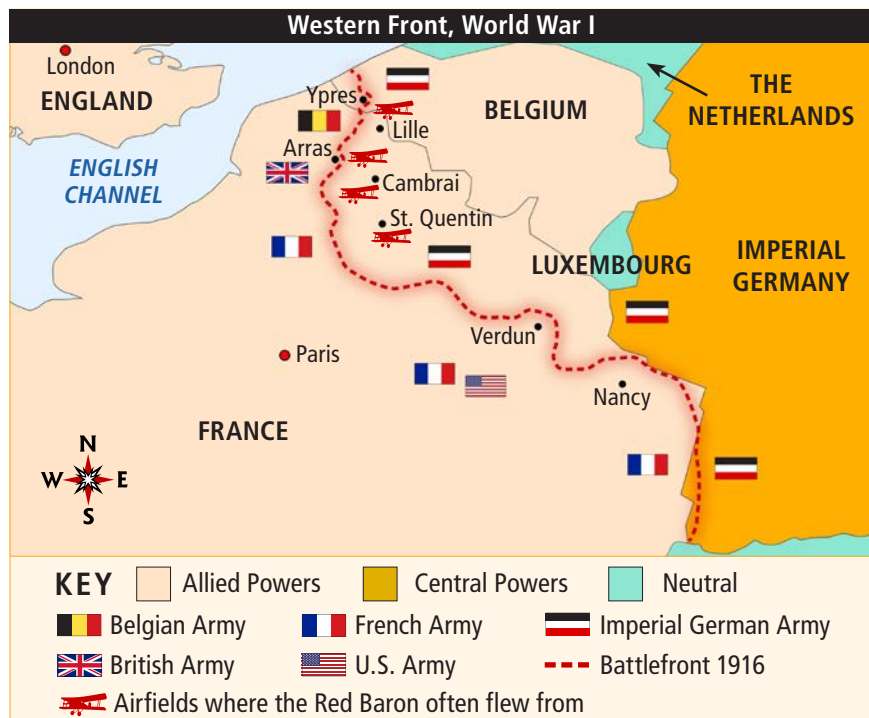 Western Front, World War I
London
ENGLAND
THE
NETHERLANDS
Ypres
BELGIUM
Lille
Arras
ENGLISH
CHANNEL
Cambrai
St. Quentin
LUXEMBOURG
IMPERIAL
GERMANY
Verdun
Paris
Nancy
FRANCE
N
W E
S
KEY Allied Powers Central Powers Neutral
Belgian Army French Army Imperial German Army
British Army U.S. Army Battlefront 1916
Airfields where the Red Baron often flew from